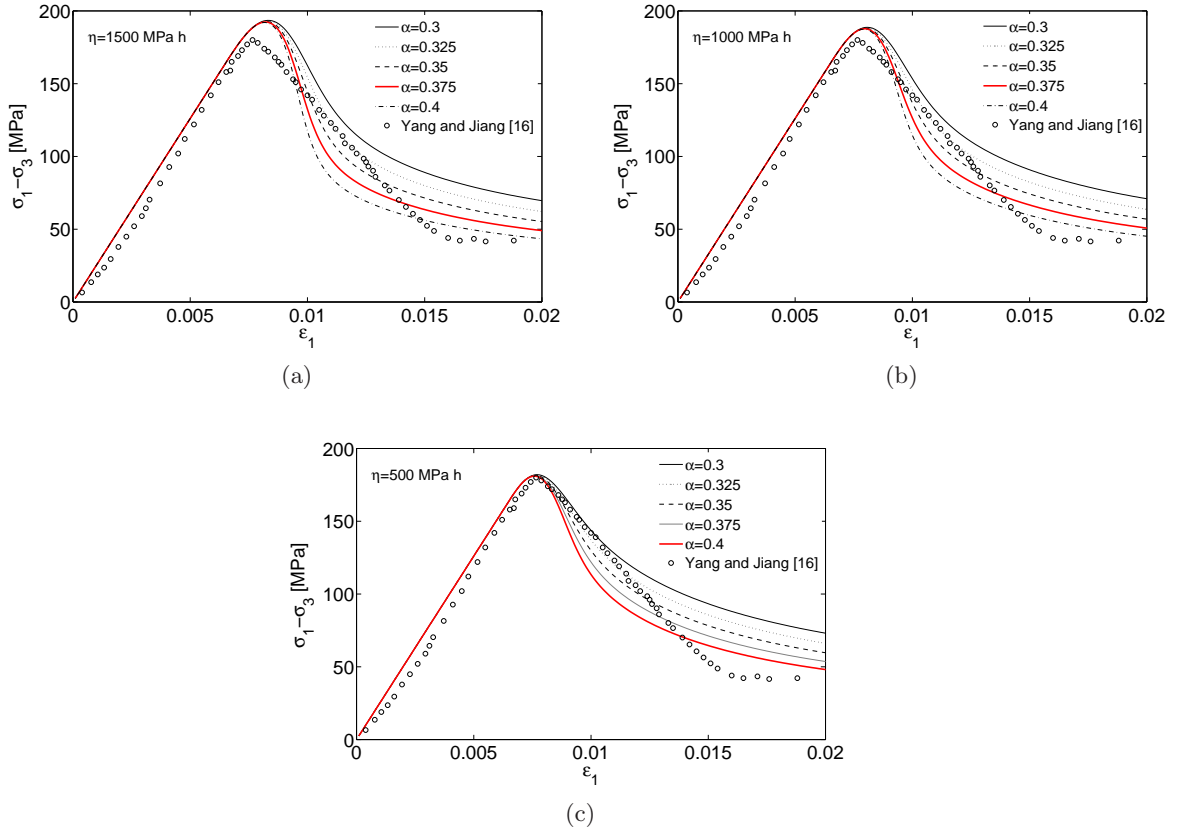 200
150
100
50
0
σ₁−σ₃ [MPa]
η=1500 MPa h
α=0.3
α=0.325
α=0.35
α=0.375
α=0.4
Yang and Jiang [16]
0
0.005
0.01
0.015
0.02
ε₁
(a)
200
150
100
50
0
σ₁−σ₃ [MPa]
η=1000 MPa h
α=0.3
α=0.325
α=0.35
α=0.375
α=0.4
Yang and Jiang [16]
0
0.005
0.01
0.015
0.02
ε₁
(b)
200
150
100
50
0
σ₁−σ₃ [MPa]
η=500 MPa h
α=0.3
α=0.325
α=0.35
α=0.375
α=0.4
Yang and Jiang [16]
0
0.005
0.01
0.015
0.02
ε₁
(c)